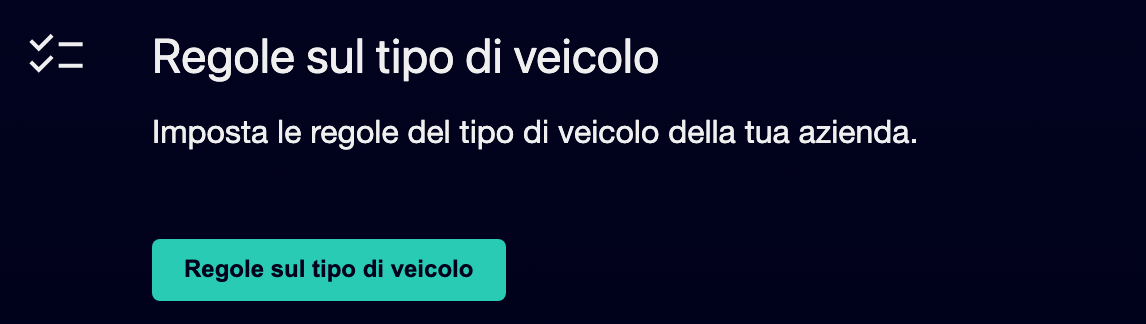 Regole sul tipo di veicolo
Imposta le regole del tipo di veicolo della tua azienda.
Regole sul tipo di veicolo